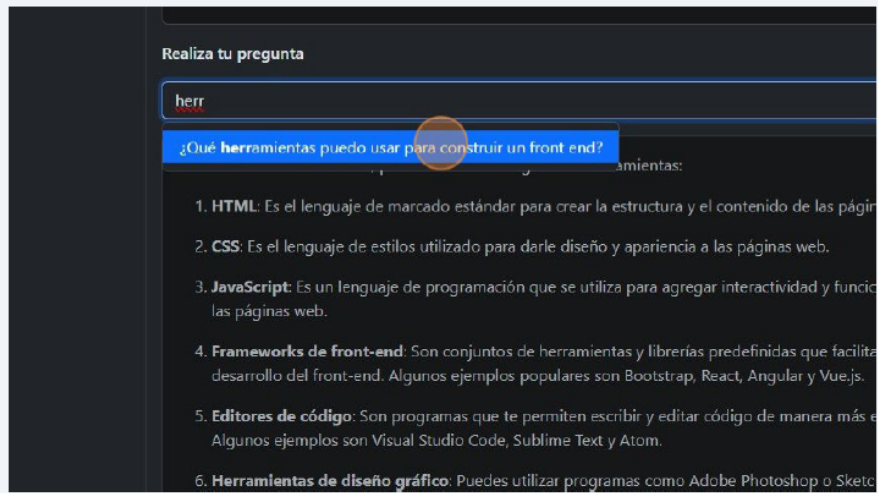 Realiza tu pregunta
herr
¿Qué herramientas puedo usar para construir un front end?
amientas:
1. HTML: Es el lenguaje de marcado estándar para crear la estructura y el contenido de las págin
2. CSS: Es el lenguaje de estilos utilizado para darle diseño y apariencia a las páginas web.
3. JavaScript: Es un lenguaje de programación que se utiliza para agregar interactividad y funcic
las páginas web.
4. Frameworks de front-end: Son conjuntos de herramientas y librerías predefinidas que facilita
desarrollo del front-end. Algunos ejemplos populares son Bootstrap, React, Angular y Vue.js.
5. Editores de código: Son programas que te permiten escribir y editar código de manera más e
Algunos ejemplos son Visual Studio Code, Sublime Text y Atom.
6. Herramientas de diseño gráfico: Puedes utilizar programas como Adobe Photoshop o Sketc